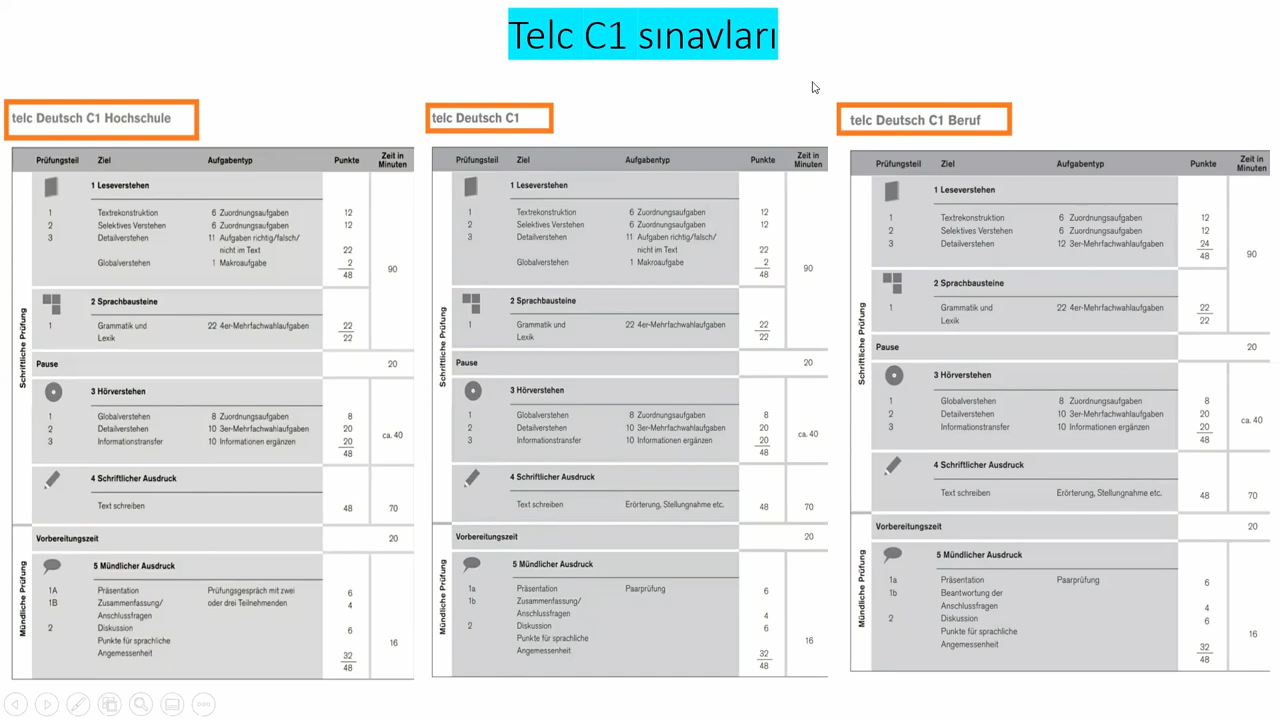 Telc C1 sınavları
telc Deutsch C1 Hochschule
Prüfungsteil Ziel Aufgabentyp Punkte Zeit in Minuten
1 Leseverstehen
1 Textrekonstruktion 6 Zuordnungsaufgaben 12
2 Selektives Verstehen 6 Zuordnungsaufgaben 12
3 Detailverstehen 11 Aufgaben richtig/falsch/
nicht im Text 22
Globalverstehen 1 Makroaufgabe 2
48
90
2 Sprachbausteine
1 Grammatik und 22 4er-Mehrfachwahlaufgaben 22
Lexik 22
Schriftliche Prüfung
Pause 20
3 Hörverstehen
1 Globalverstehen 8 Zuordnungsaufgaben 8
2 Detailverstehen 10 3er-Mehrfachwahlaufgaben 20
3 Informationstransfer 10 Informationen ergänzen 20
48
ca. 40
4 Schriftlicher Ausdruck
Text schreiben 48 70
Vorbereitungszeit 20
Mündliche Prüfung
5 Mündlicher Ausdruck
1A Präsentation Prüfungsgespräch mit zwei 6
1B Zusammenfassung/ oder drei Teilnehmenden 4
Anschlussfragen
2 Diskussion 6
Punkte für sprachliche
Angemessenheit 32
48
16
telc Deutsch C1
Prüfungsteil Ziel Aufgabentyp Punkte Zeit in Minuten
1 Leseverstehen
1 Textrekonstruktion 6 Zuordnungsaufgaben 12
2 Selektives Verstehen 6 Zuordnungsaufgaben 12
3 Detailverstehen 11 Aufgaben richtig/falsch/
nicht im Text 22
Globalverstehen 1 Makroaufgabe 2
48
90
2 Sprachbausteine
1 Grammatik und 22 4er-Mehrfachwahlaufgaben 22
Lexik 22
Schriftliche Prüfung
Pause 20
3 Hörverstehen
1 Globalverstehen 8 Zuordnungsaufgaben 8
2 Detailverstehen 10 3er-Mehrfachwahlaufgaben 20
3 Informationstransfer 10 Informationen ergänzen 20
48
ca. 40
4 Schriftlicher Ausdruck
Text schreiben Erörterung, Stellungnahme etc. 48 70
Vorbereitungszeit 20
Mündliche Prüfung
5 Mündlicher Ausdruck
1a Präsentation Paarprüfung 6
1b Zusammenfassung/
Anschlussfragen 4
2 Diskussion 6
Punkte für sprachliche
Angemessenheit 32
48
16
telc Deutsch C1 Beruf
Prüfungsteil Ziel Aufgabentyp Punkte Zeit in Minuten
1 Leseverstehen
1 Textrekonstruktion 6 Zuordnungsaufgaben 12
2 Selektives Verstehen 6 Zuordnungsaufgaben 12
3 Detailverstehen 12 3er-Mehrfachwahlaufgaben 24
48
90
2 Sprachbausteine
1 Grammatik und 22 4er-Mehrfachwahlaufgaben 22
Lexik 22
Schriftliche Prüfung
Pause 20
3 Hörverstehen
1 Globalverstehen 8 Zuordnungsaufgaben 8
2 Detailverstehen 10 3er-Mehrfachwahlaufgaben 20
3 Informationstransfer 10 Informationen ergänzen 20
48
ca. 40
4 Schriftlicher Ausdruck
Text schreiben Erörterung, Stellungnahme etc. 48 70
Vorbereitungszeit 20
Mündliche Prüfung
5 Mündlicher Ausdruck
1a Präsentation Paarprüfung 6
1b Beantwortung der
Anschlussfragen 4
2 Diskussion 6
Punkte für sprachliche
Angemessenheit 32
48
16